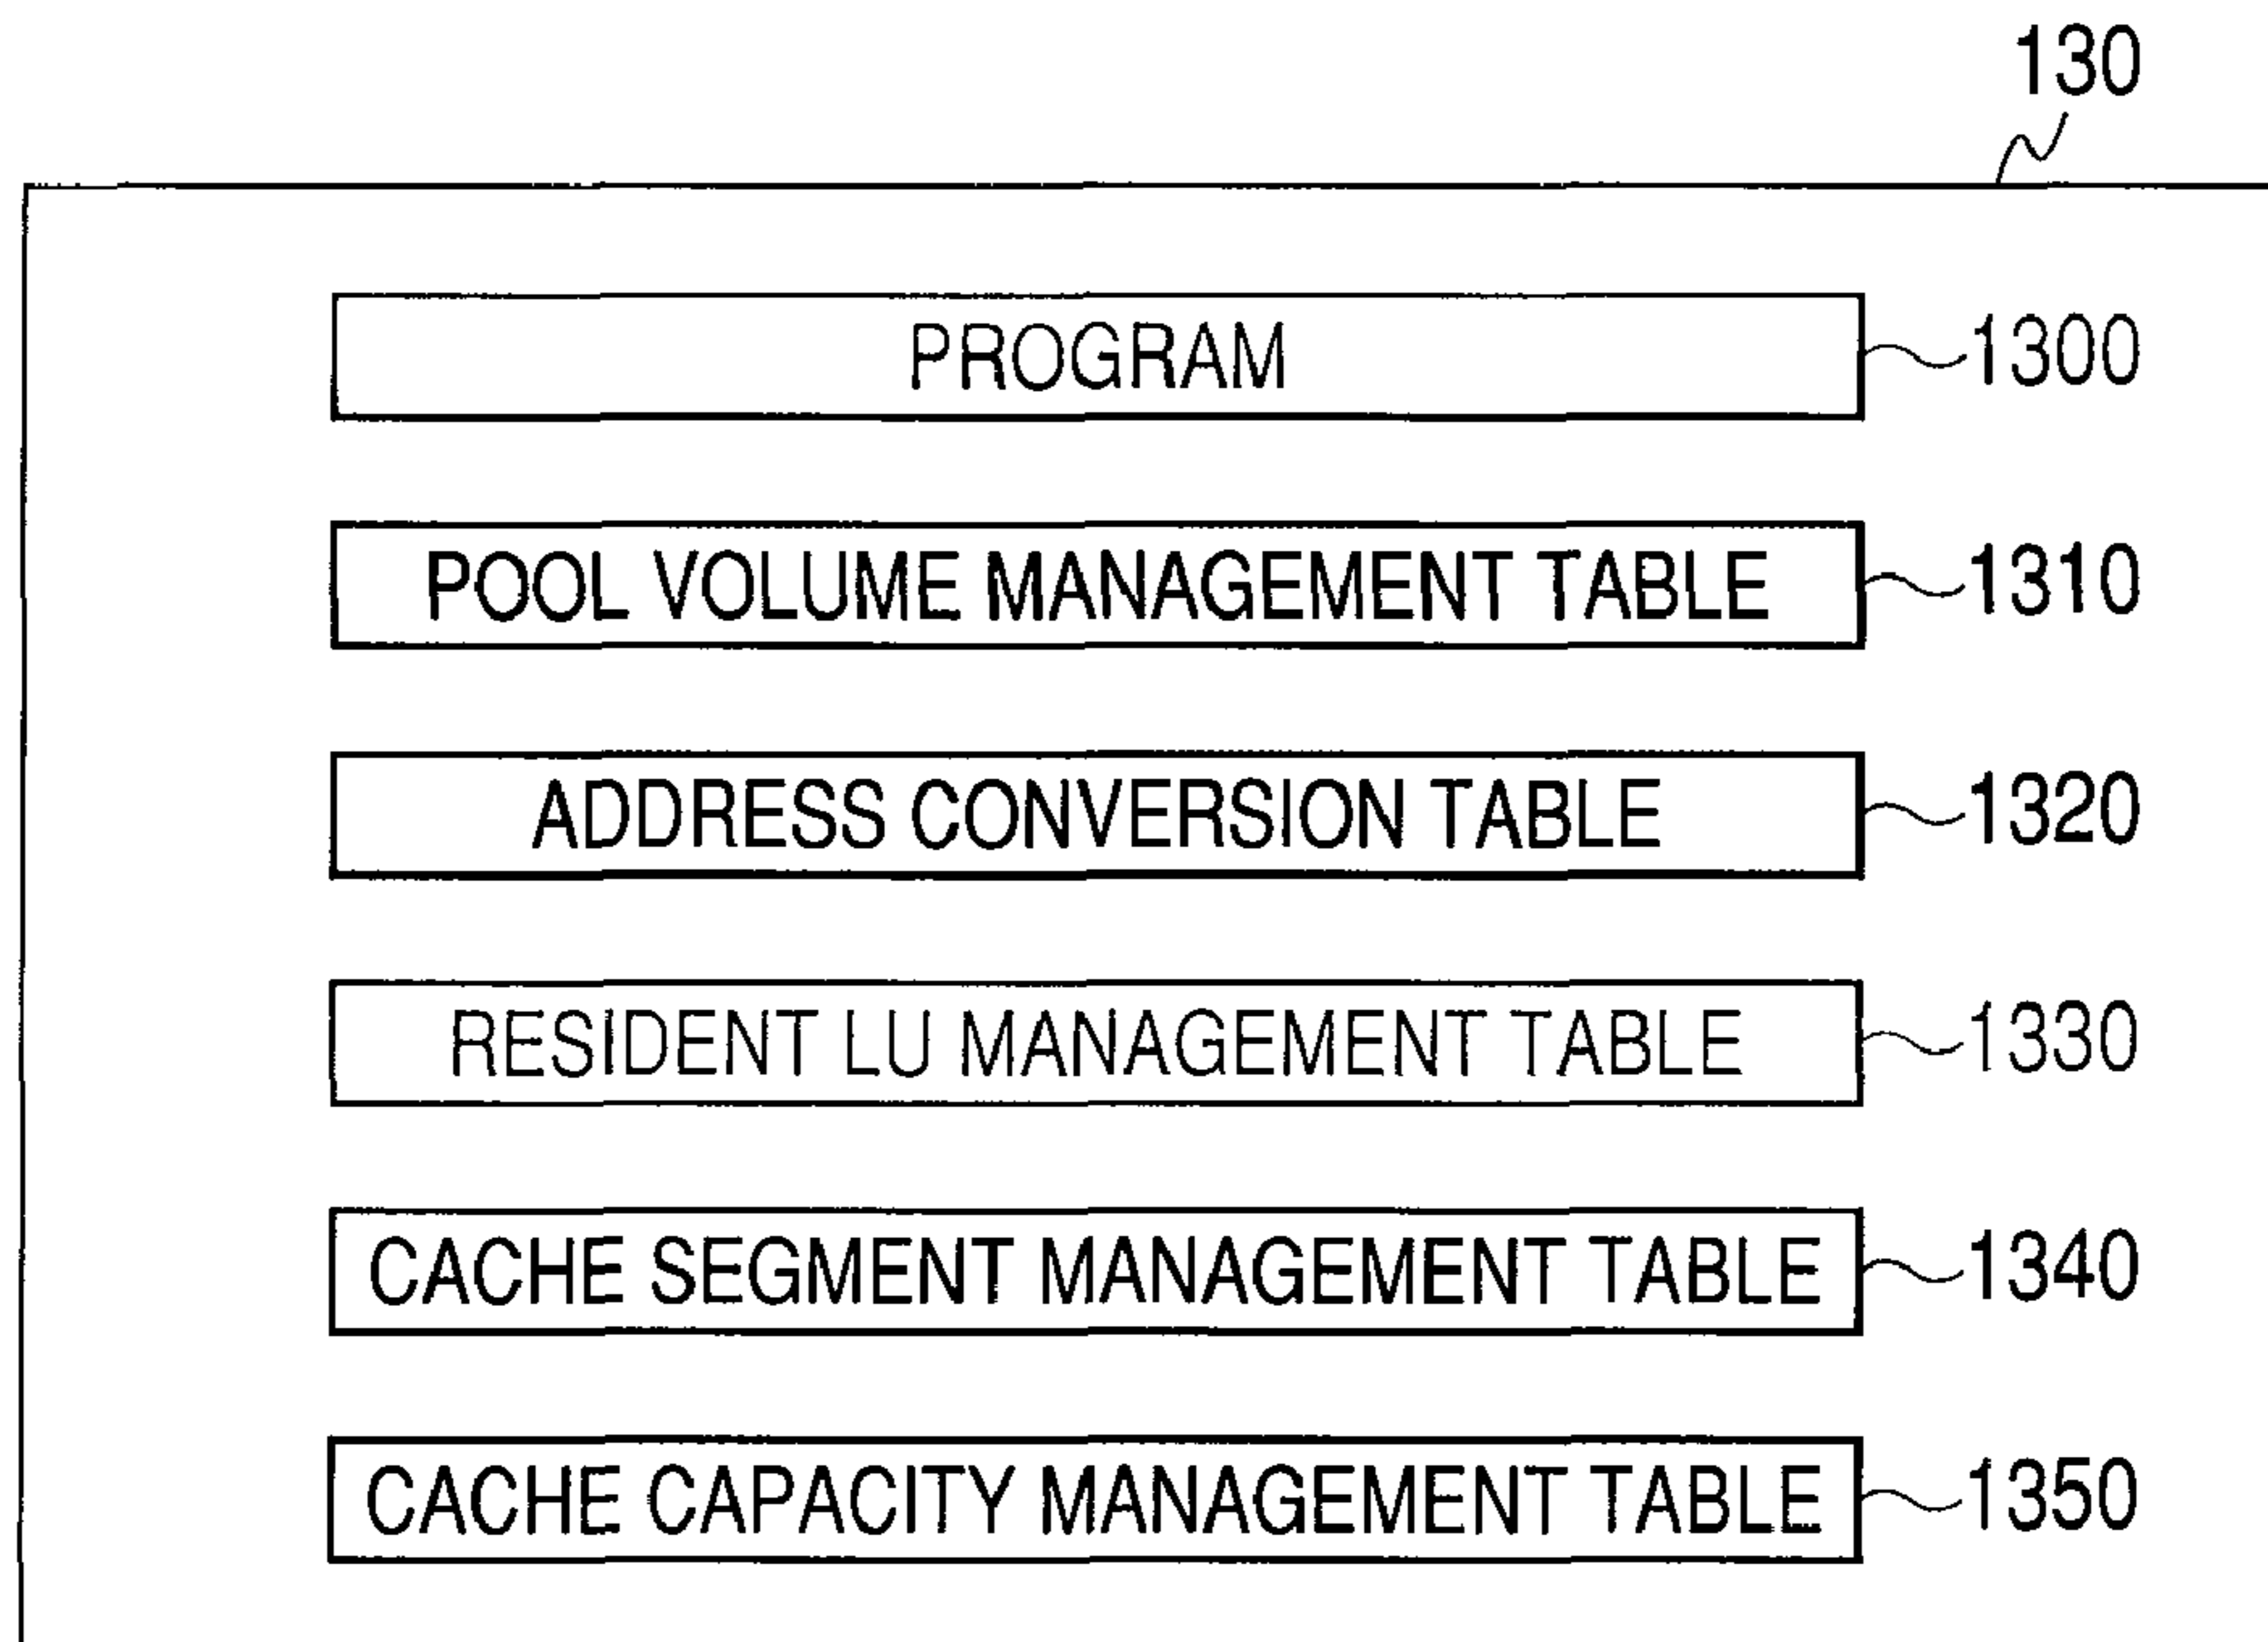 130
PROGRAM 1300
POOL VOLUME MANAGEMENT TABLE 1310
ADDRESS CONVERSION TABLE 1320
RESIDENT LU MANAGEMENT TABLE 1330
CACHE SEGMENT MANAGEMENT TABLE 1340
CACHE CAPACITY MANAGEMENT TABLE 1350